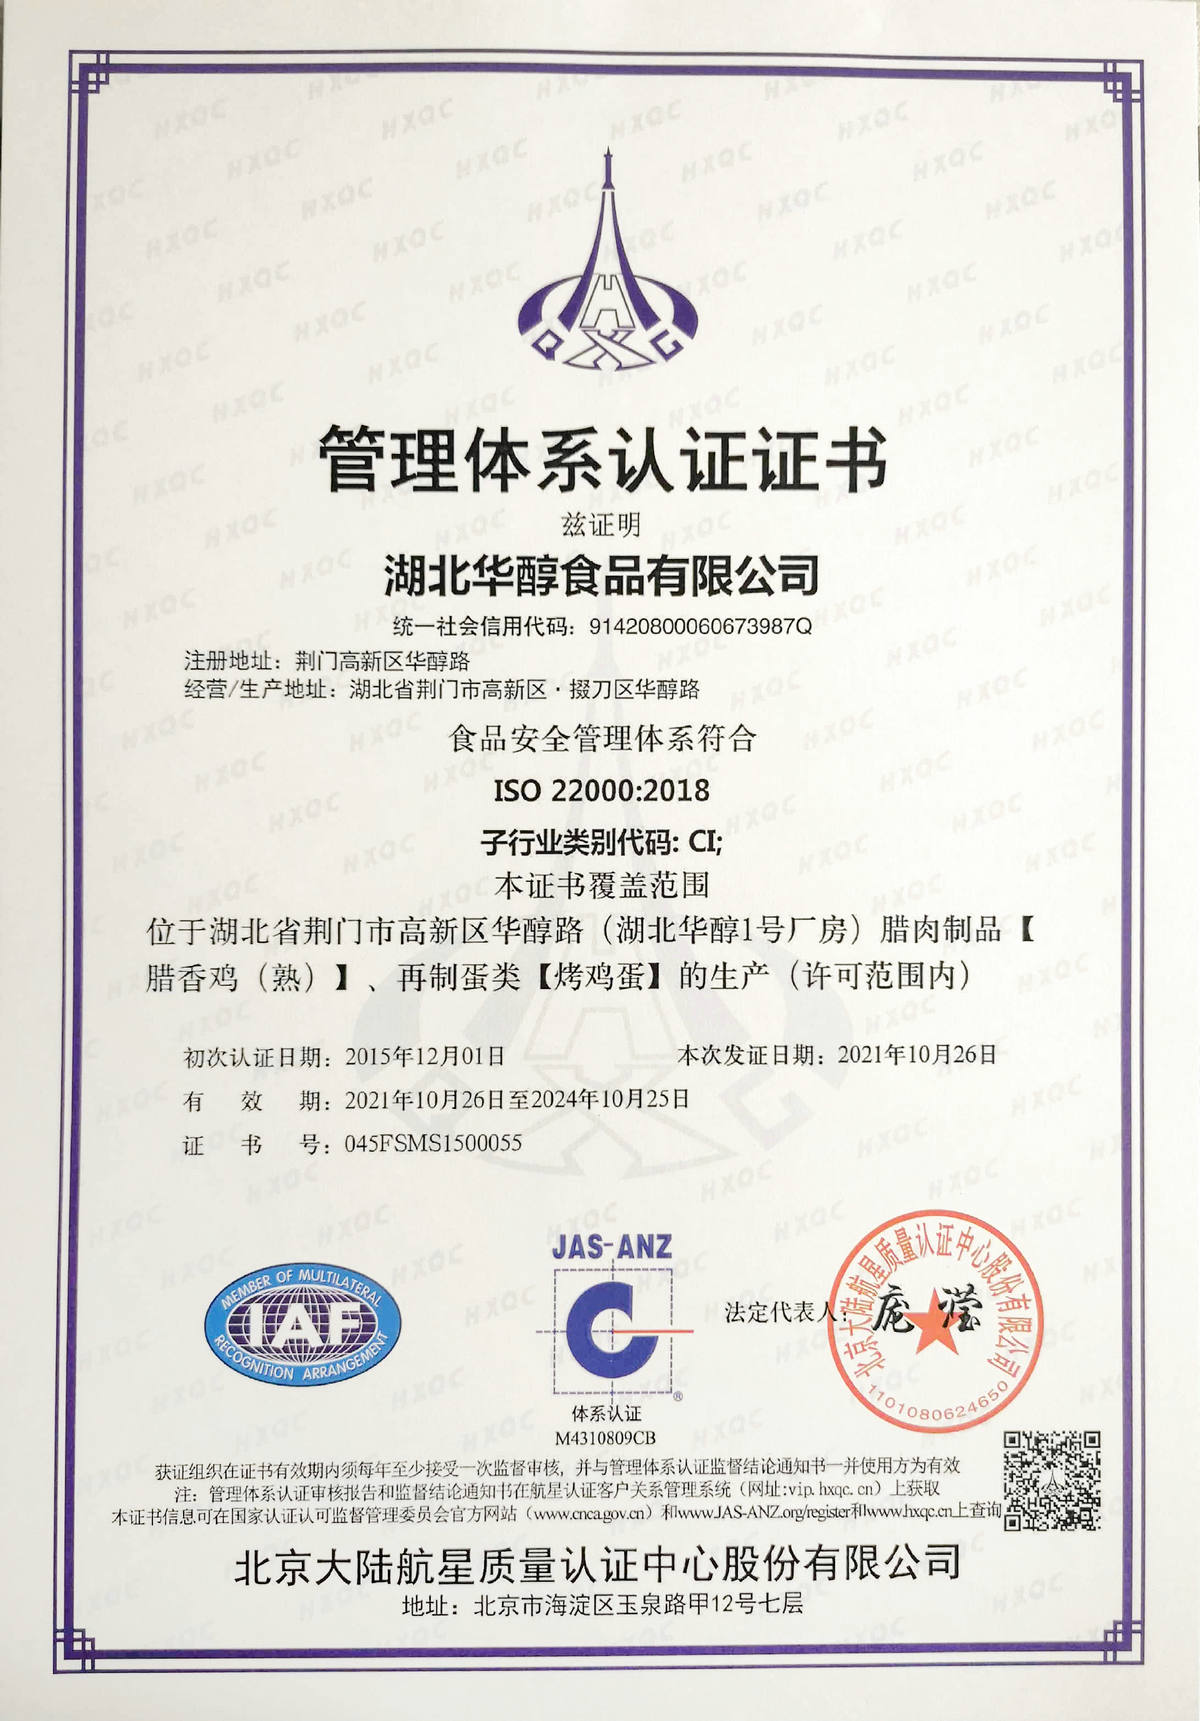 管理体系认证证书
兹证明
湖北华醇食品有限公司
统一社会信用代码：91420800060673987Q
注册地址：荆门高新区华醇路
经营/生产地址：湖北省荆门市高新区·掇刀区华醇路
食品安全管理体系符合
ISO 22000:2018
子行业类别代码: CI;
本证书覆盖范围
位于湖北省荆门市高新区华醇路（湖北华醇1号厂房）腊肉制品【
腊香鸡（熟）】、再制蛋类【烤鸡蛋】的生产（许可范围内）
初次认证日期：2015年12月01日 本次发证日期：2021年10月26日
有 效 期：2021年10月26日至2024年10月25日
证 书 号：045FSMS1500055
MEMBER OF MULTILATERAL
IAF
RECOGNITION ARRANGEMENT
JAS-ANZ
®
体系认证
M4310809CB
法定代表人：庞莹
北京大陆航星质量认证中心股份有限公司
1101080624650
获证组织在证书有效期内须每年至少接受一次监督审核，并与管理体系认证监督结论通知书一并使用方为有效
注：管理体系认证审核报告和监督结论通知书在航星认证客户关系管理系统（网址:vip.hxqc.cn）上获取
本证书信息可在国家认证认可监督管理委员会官方网站（www.cnca.gov.cn）和www.JAS-ANZ.org/register和www.hxqc.cn上查询
北京大陆航星质量认证中心股份有限公司
地址：北京市海淀区玉泉路甲12号七层